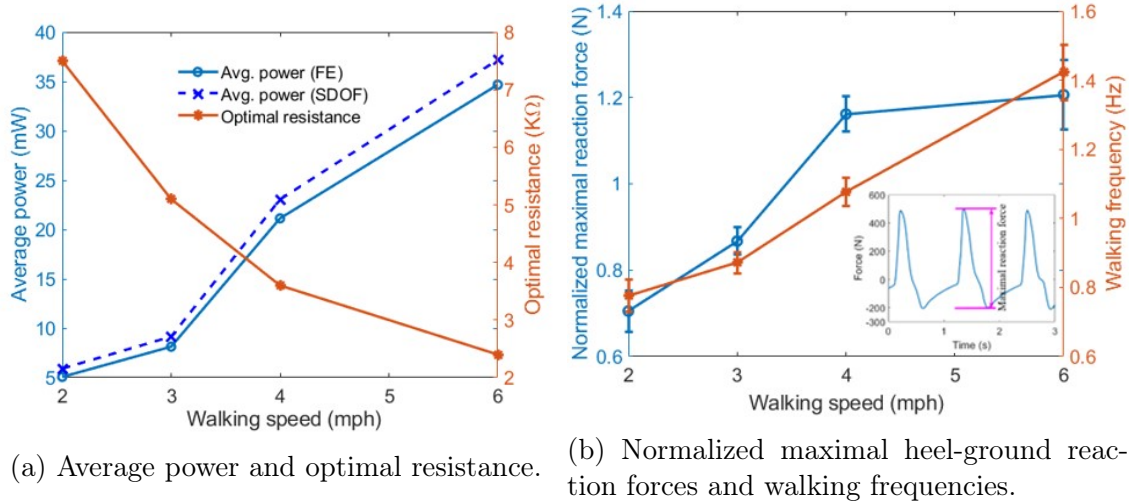 40
35
30
25
20
15
10
5
Average power (mW)
Avg. power (FE)
Avg. power (SDOF)
Optimal resistance
8
7
6
5
4
3
2
Optimal resistance (KΩ)
2 3 4 5 6
Walking speed (mph)
(a) Average power and optimal resistance.
1.4
1.2
1
0.8
0.6
Normalized maximal reaction force (N)
1.6
1.4
1.2
1
0.8
0.6
Walking frequency (Hz)
600
400
200
0
-200
-300
Force (N)
Maximal reaction force
0 1 2 3
Time (s)
2 3 4 5 6
Walking speed (mph)
(b) Normalized maximal heel-ground reac-
tion forces and walking frequencies.